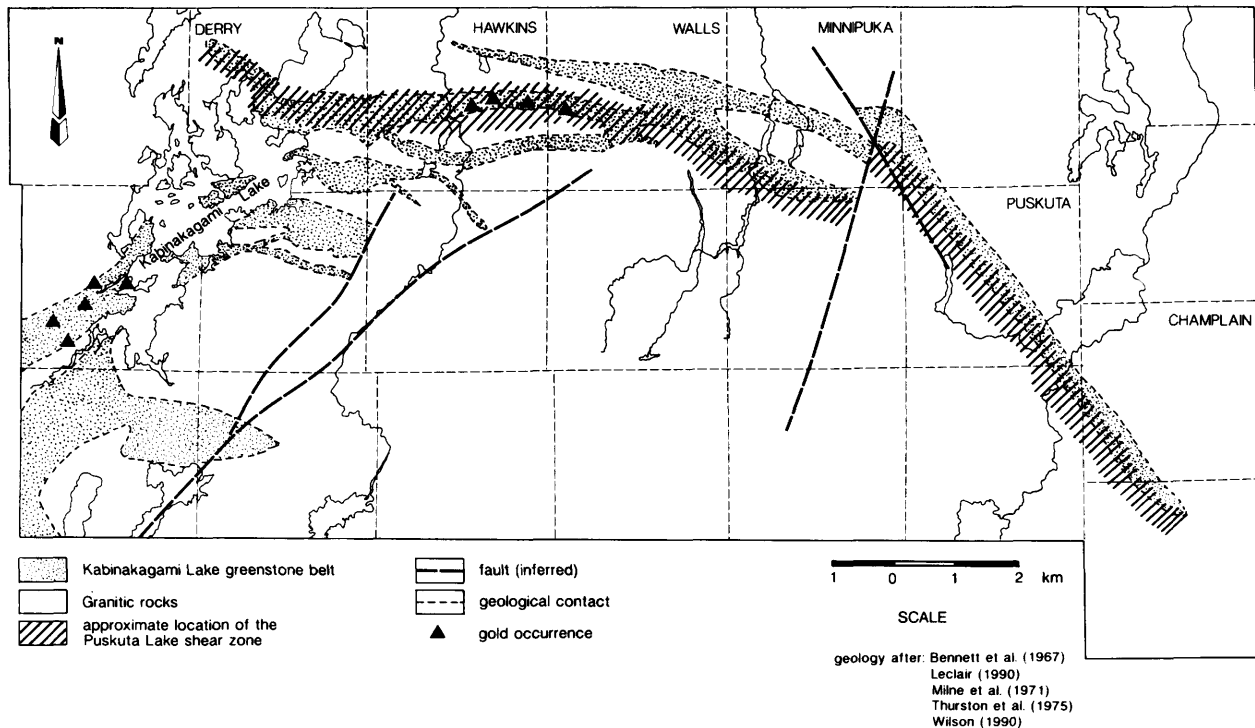 N
DERRY
HAWKINS
WALLS
MINNIPUKA
Kabinakagami Lake
PUSKUTA
CHAMPLAIN
Kabinakagami Lake greenstone belt
Granitic rocks
approximate location of the
Puskuta Lake shear zone
fault (inferred)
geological contact
gold occurrence
1 0 1 2 km
SCALE
geology after: Bennett et al. (1967)
Leclair (1990)
Milne et al. (1971)
Thurston et al. (1975)
Wilson (1990)